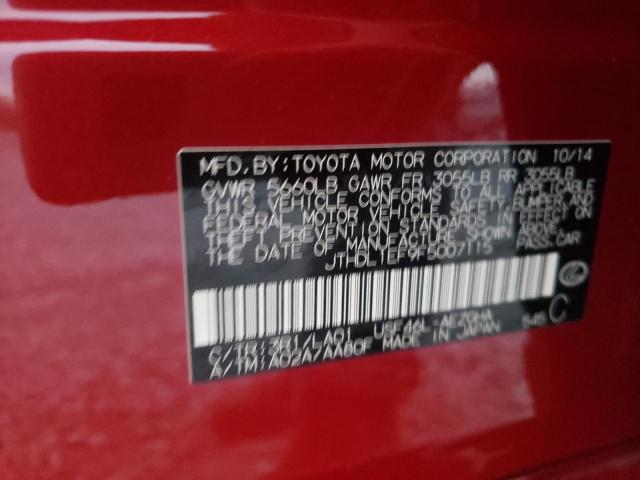 MFD. BY: TOYOTA MOTOR CORPORATION 10/14
GVWR 5660LB GAWR FR 3055LB RR 3055LB
THIS VEHICLE CONFORMS TO ALL APPLICABLE
FEDERAL MOTOR VEHICLE SAFETY, BUMPER, AND
THEFT PREVENTION STANDARDS IN EFFECT ON
THE DATE OF MANUFACTURE SHOWN ABOVE.
JTHDL1EF9F5007115 PASS. CAR
C/TR: 3R1/LA01 USF46L-AEZGHA
A/TM: A02A/AA80F MADE IN JAPAN 545 C